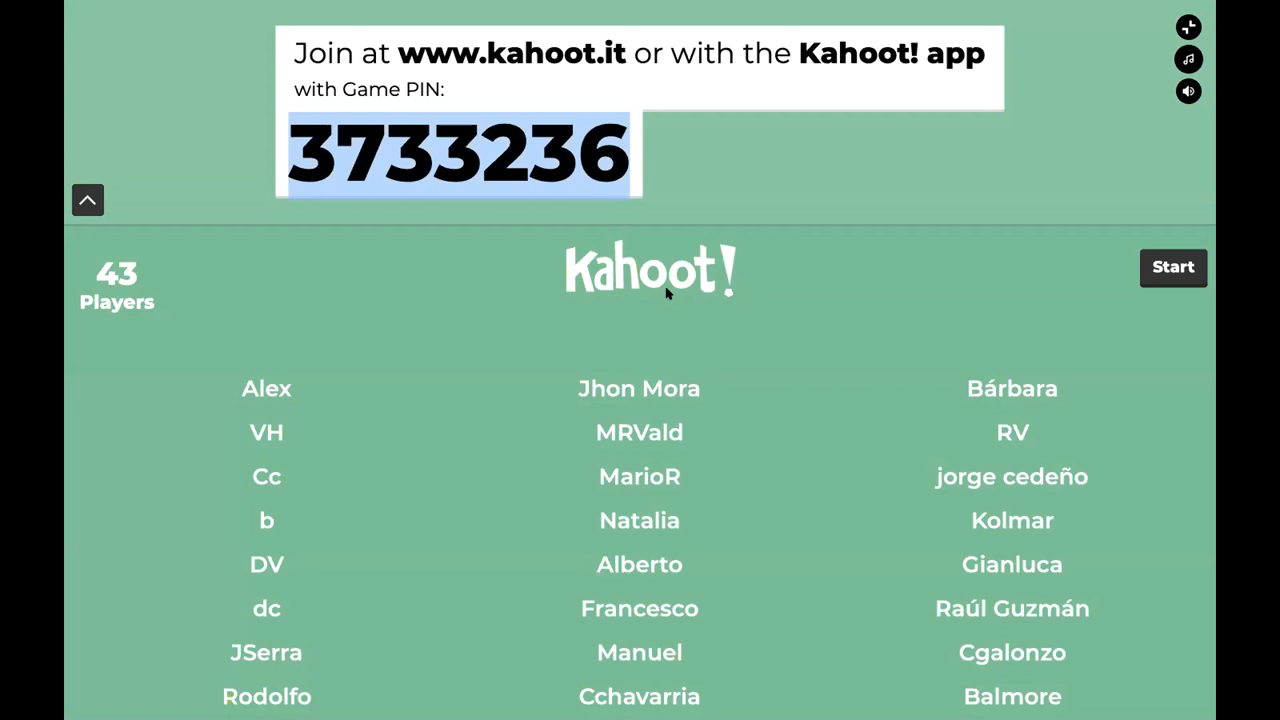 Join at www.kahoot.it or with the Kahoot! app
with Game PIN:
3733236
43
Players
Kahoot!
Start
Alex Jhon Mora Bárbara
VH MRVald RV
Cc MarioR jorge cedeño
b Natalia Kolmar
DV Alberto Gianluca
dc Francesco Raúl Guzmán
JSerra Manuel Cgalonzo
Rodolfo Cchavarria Balmore